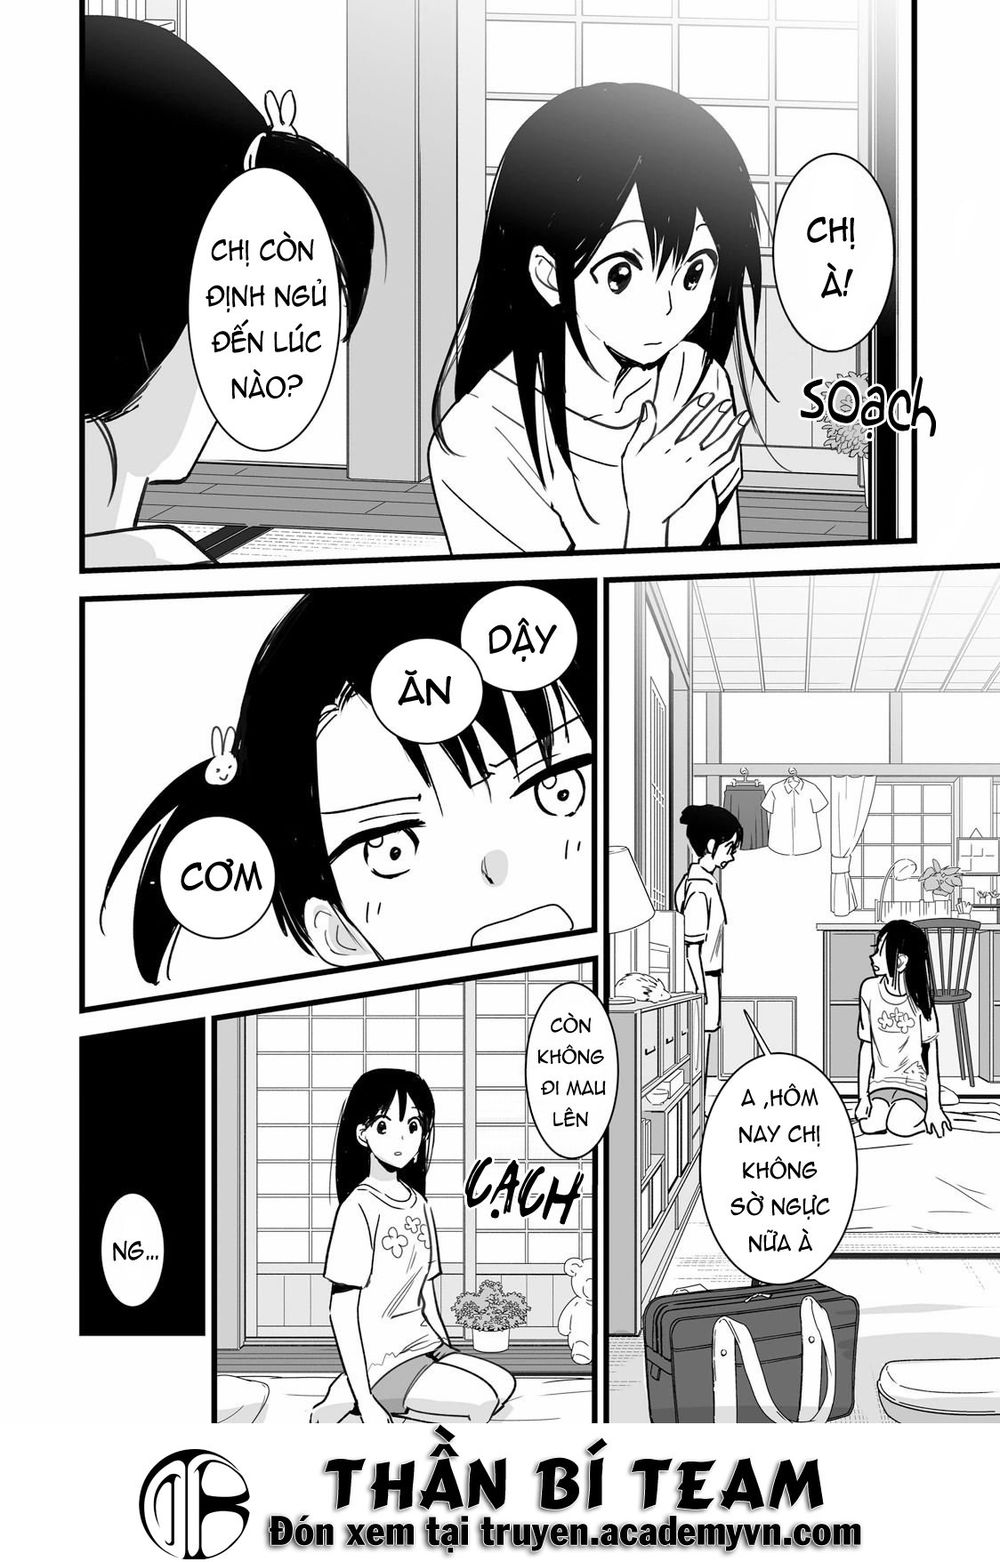 CHỊ
À!
SOẠCH
CHỊ CÒN
ĐỊNH NGỦ
ĐẾN LÚC
NÀO?
DẬY
ĂN
CƠM
A ,HÔM
NAY CHỊ
KHÔNG
SỜ NGỰC
NỮA À
CÒN
KHÔNG
ĐI MAU
LÊN
CẠCH
NG...
THẦN BÍ TEAM
Đón xem tại truyen.academyvn.com